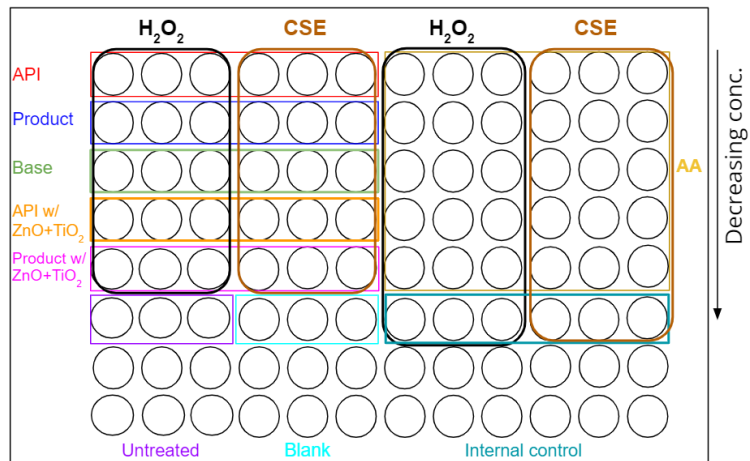 H₂O₂ CSE H₂O₂ CSE
API
Product
Base
API w/
ZnO+TiO₂
Product w/
ZnO+TiO₂
AA
Decreasing conc.
Untreated Blank Internal control